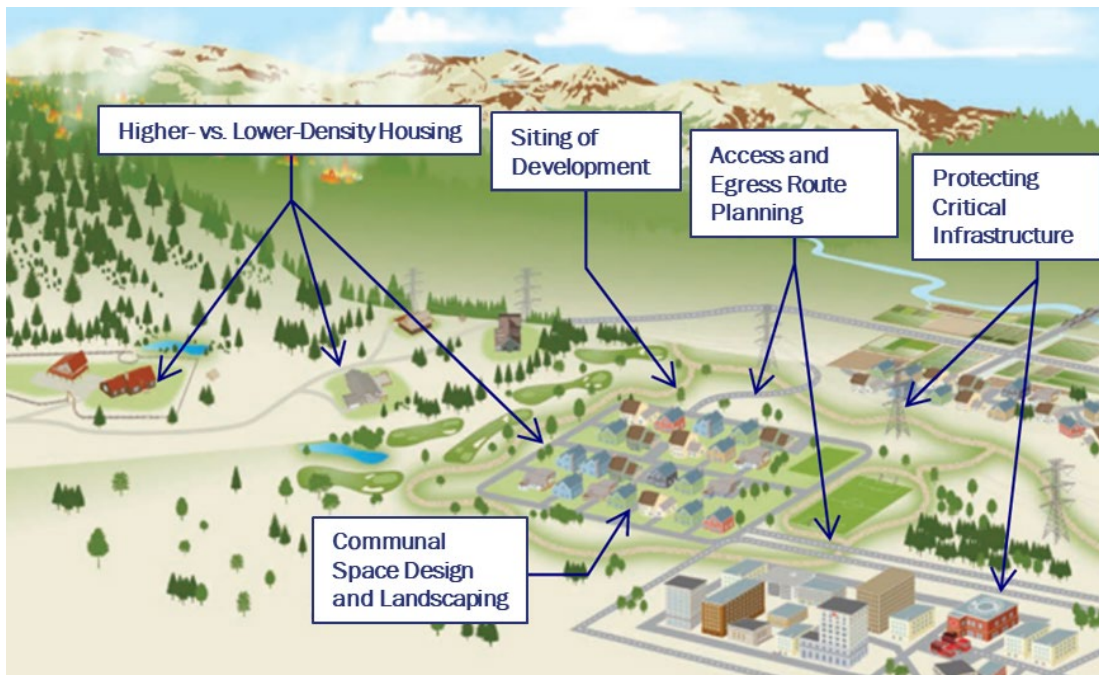 Higher- vs. Lower-Density Housing
Siting of
Development
Access and
Egress Route
Planning
Protecting
Critical
Infrastructure
Communal
Space Design
and Landscaping